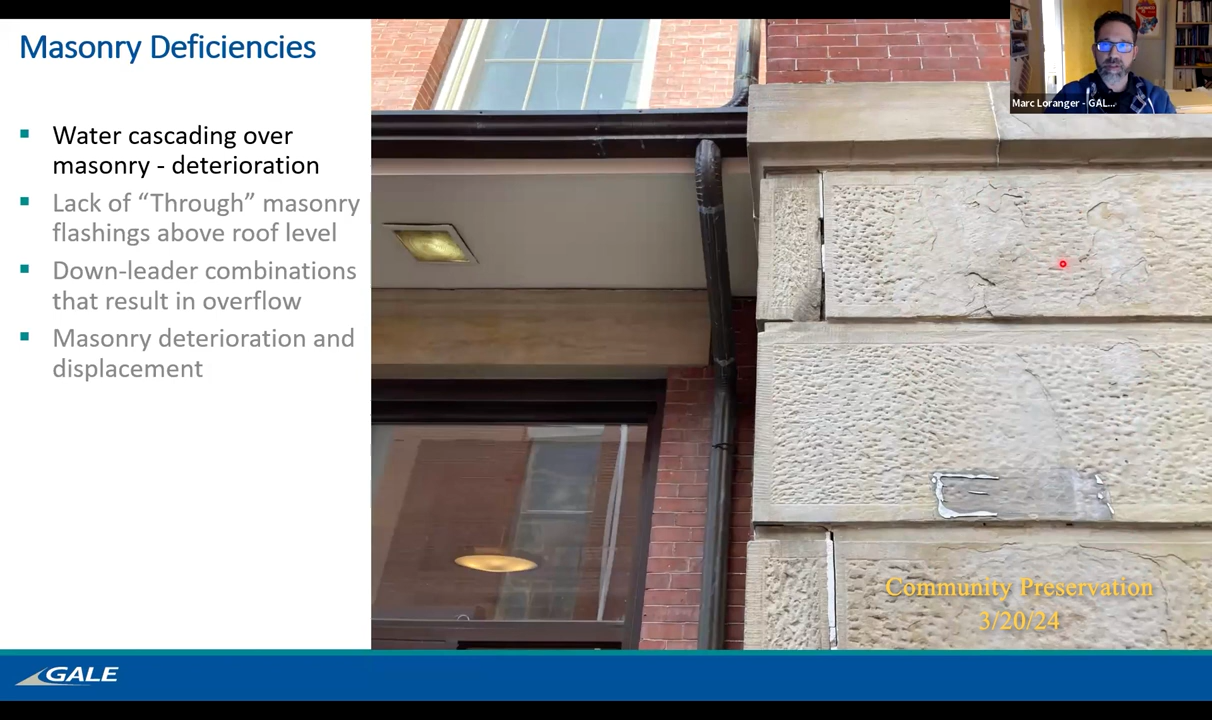 Masonry Deficiencies
Marc Loranger - GAL...
Water cascading over
masonry - deterioration
Lack of “Through” masonry
flashings above roof level
Down-leader combinations
that result in overflow
Masonry deterioration and
displacement
Community Preservation
3/20/24
GALE